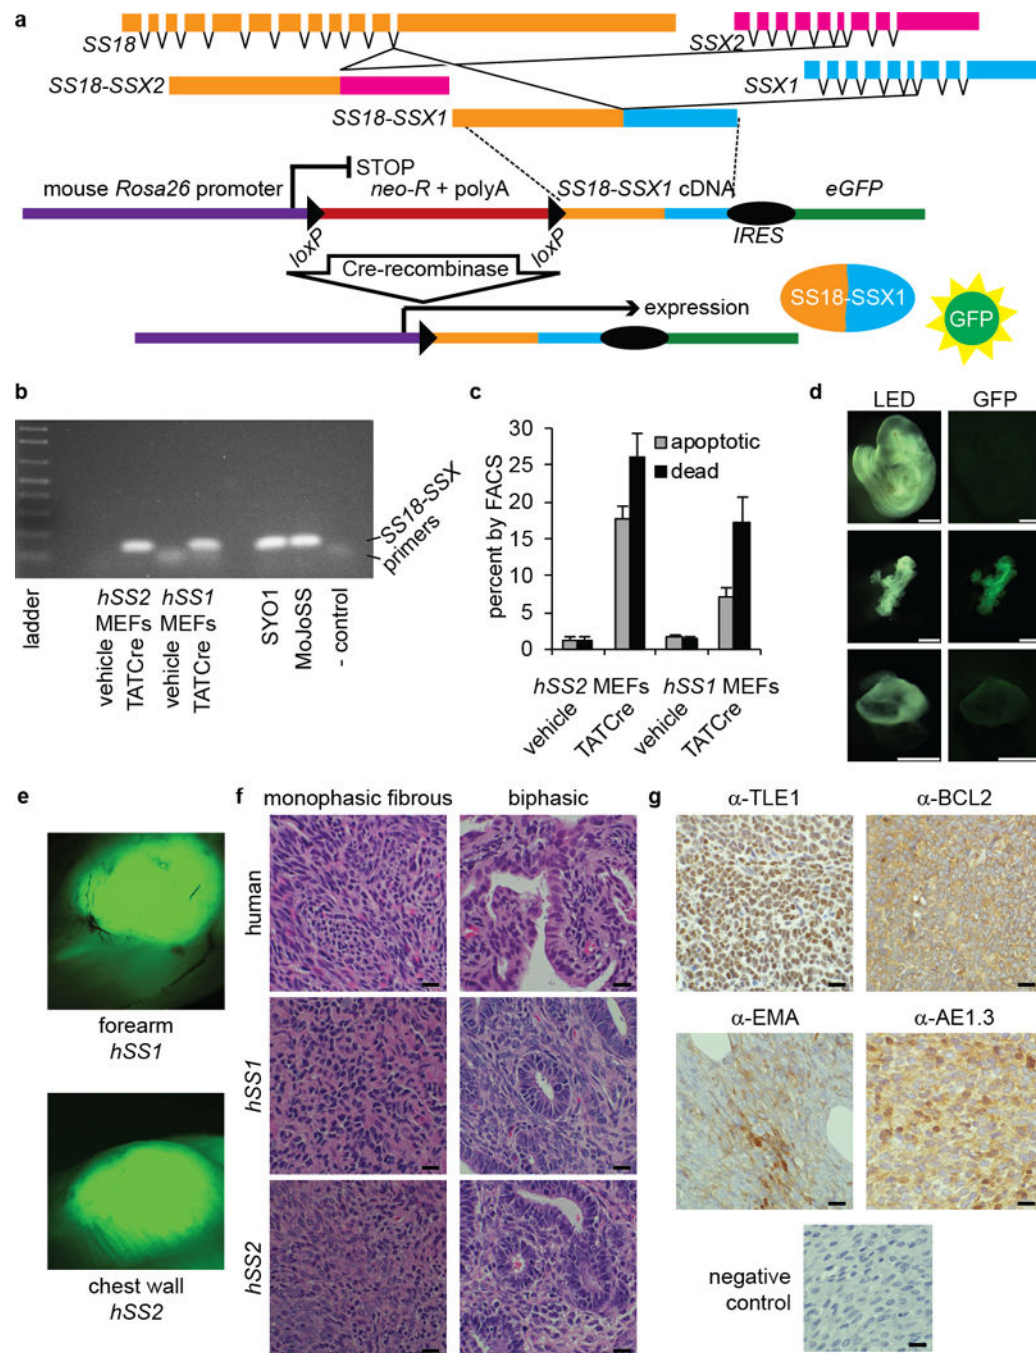 a
SS18
SSX2
SS18-SSX2
SSX1
SS18-SSX1
STOP
mouse Rosa26 promoter
neo-R + polyA
SS18-SSX1 cDNA
eGFP
loxP
loxP
IRES
Cre-recombinase
expression
SS18-SSX1
GFP
b
SS18-SSX
primers
ladder
hSS2
MEFs
vehicle
TATCre
hSS1
MEFs
vehicle
TATCre
SYO1
MoJoSS
- control
c
percent by FACS
30
25
20
15
10
5
0
apoptotic
dead
hSS2 MEFs
hSS1 MEFs
vehicle
TATCre
vehicle
TATCre
d
LED
GFP
e
forearm
hSS1
chest wall
hSS2
f
monophasic fibrous
biphasic
human
hSS1
hSS2
g
α-TLE1
α-BCL2
α-EMA
α-AE1.3
negative
control